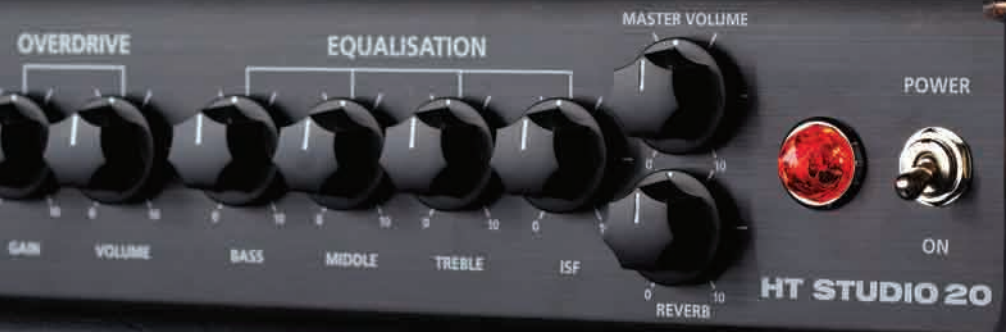 MASTER VOLUME
OVERDRIVE
EQUALISATION
POWER
0 10
10 0 10 0 10 0 10 0 10 0
GAIN VOLUME BASS MIDDLE TREBLE ISF
ON
0 10
REVERB
HT STUDIO 20